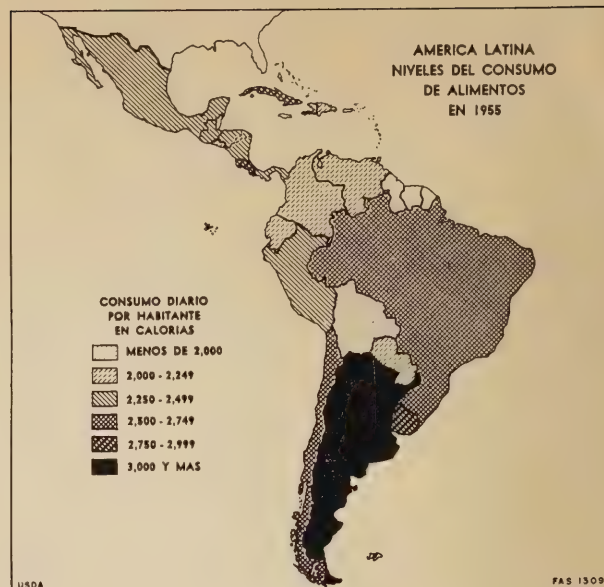 AMERICA LATINA
NIVELES DEL CONSUMO
DE ALIMENTOS
EN 1955
CONSUMO DIARIO
POR HABITANTE
EN CALORIAS
MENOS DE 2,000
2,000 - 2,249
2,250 - 2,499
2,500 - 2,749
2,750 - 2,999
3,000 Y MAS
USDA
FAS 1309